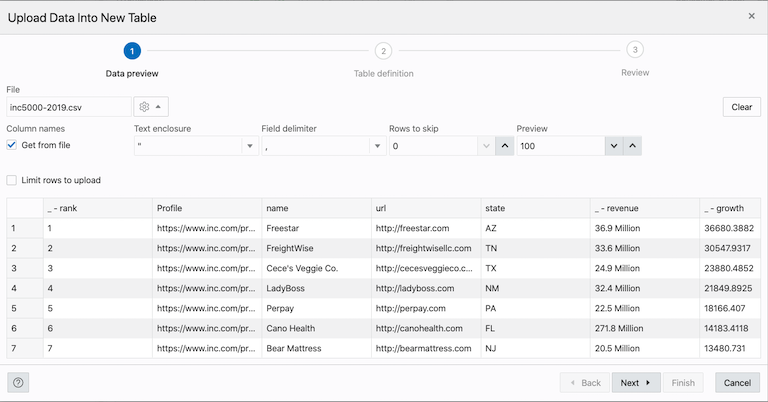 Upload Data Into New Table ×
1 2 3
Data preview Table definition Review
File
inc5000-2019.csv Clear
Column names Text enclosure Field delimiter Rows to skip Preview
Get from file " , 0 100
Limit rows to upload
_ - rank Profile name url state _ - revenue _ - growth
1 1 https://www.inc.com/pr... Freestar http://freestar.com AZ 36.9 Million 36680.3882
2 2 https://www.inc.com/pr... FreightWise http://freightwisellc.com TN 33.6 Million 30547.9317
3 3 https://www.inc.com/pr... Cece's Veggie Co. http://cecesveggieco.c... TX 24.9 Million 23880.4852
4 4 https://www.inc.com/pr... LadyBoss http://ladyboss.com NM 32.4 Million 21849.8925
5 5 https://www.inc.com/pr... Perpay http://perpay.com PA 22.5 Million 18166.407
6 6 https://www.inc.com/pr... Cano Health http://canohealth.com FL 271.8 Million 14183.4118
7 7 https://www.inc.com/pr... Bear Mattress http://bearmattress.com NJ 20.5 Million 13480.731
? Back Next Finish Cancel